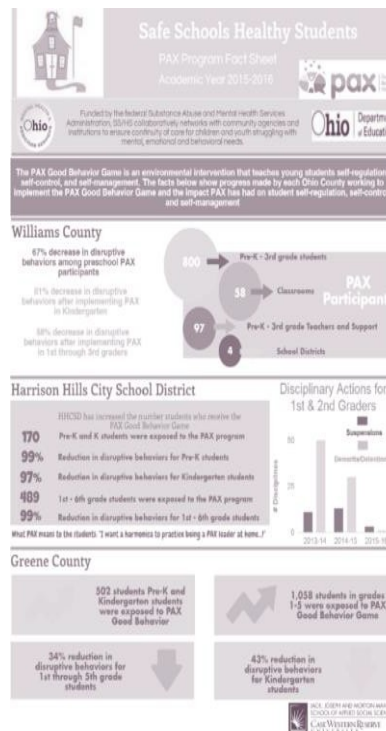 Safe Schools Healthy Students
PAX Program Fact Sheet
Academic Year 2015-2016
pax
Ohio
Funded by the federal Substance Abuse and Mental Health Services
Administration, SS/HS collaboratively networks with community agencies and
institutions to ensure continuity of care for children and youth struggling with
mental, emotional and behavioral needs.
Ohio
Departm
of Educati
The PAX Good Behavior Game is an environmental intervention that teaches young students self-regulation,
self-control, and self-management. The facts below show progress made by each Ohio County working to
implement the PAX Good Behavior Game and the impact PAX has had on student self-regulation, self-control
and self-management
Williams County
67% decrease in disruptive
behaviors among preschool PAX
participants
decrease in disruptive
behaviors after implementing PAX
in Kindergarten
decrease in disruptive
behaviors after implementing PAX
in 1st through 3rd graders
800
Pre-K - 3rd grade students
58
Classrooms
97
Pre-K - 3rd grade Teachers and Support
4
School Districts
PAX
Participant
Harrison Hills City School District
HHCSD has increased the number students who receive the
PAX Good Behavior Game
170 Pre-K and K students were exposed to the PAX program
99% Reduction in disruptive behaviors for Pre-K students
97% Reduction in disruptive behaviors for Kindergarten students
489 1st - 6th grade students were exposed to the PAX program
99% Reduction in disruptive behaviors for 1st - 6th grade students
What PAX means to the students. "I want a harmonica to practice being a PAX leader at home..!"
Disciplinary Actions for
1st & 2nd Graders
Suspensions
# Disciplines
25
0
2013-14
2014-15
2015-16
Greene County
502 students Pre-K and
Kindergarten students
were exposed to PAX
Good Behavior
1,058 students in grades
1-5 were exposed to PAX
Good Behavior Game
34% reduction in
disruptive behaviors for
1st through 5th grade
students
43% reduction in
disruptive behaviors
for Kindergarten
students
JACK, JOSEPH AND MORTON MAN
SCHOOL OF APPLIED SOCIAL SCIEN
CASE WESTERN RESERVE